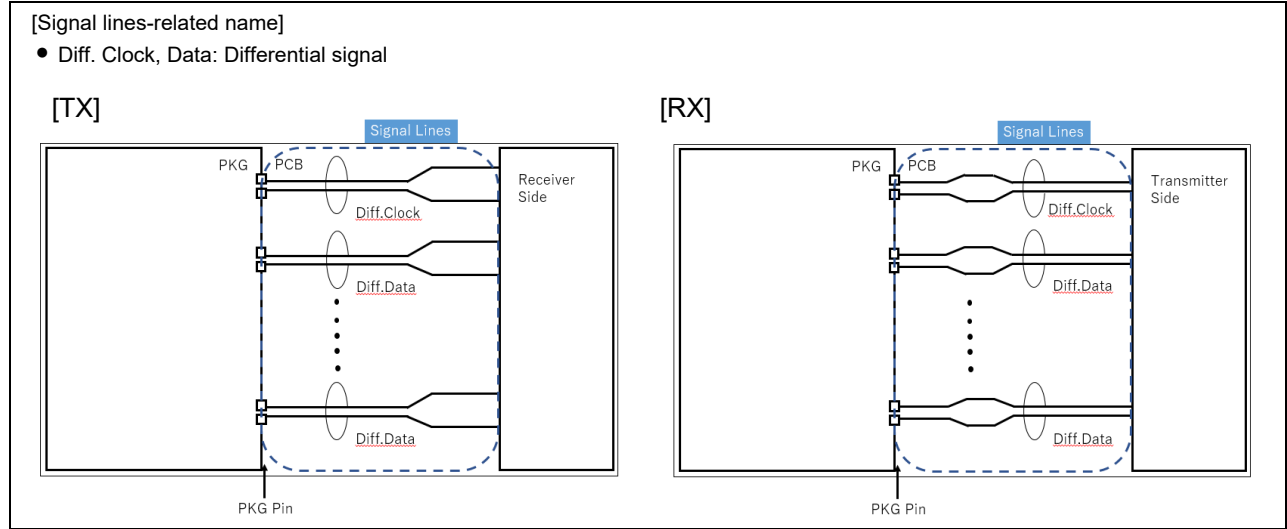 [Signal lines-related name]
● Diff. Clock, Data: Differential signal
[TX]
Signal Lines
PKG
PCB
Receiver
Side
Diff.Clock
Diff.Data
Diff.Data
PKG Pin
[RX]
Signal Lines
PKG
PCB
Transmitter
Side
Diff.Clock
Diff.Data
Diff.Data
PKG Pin